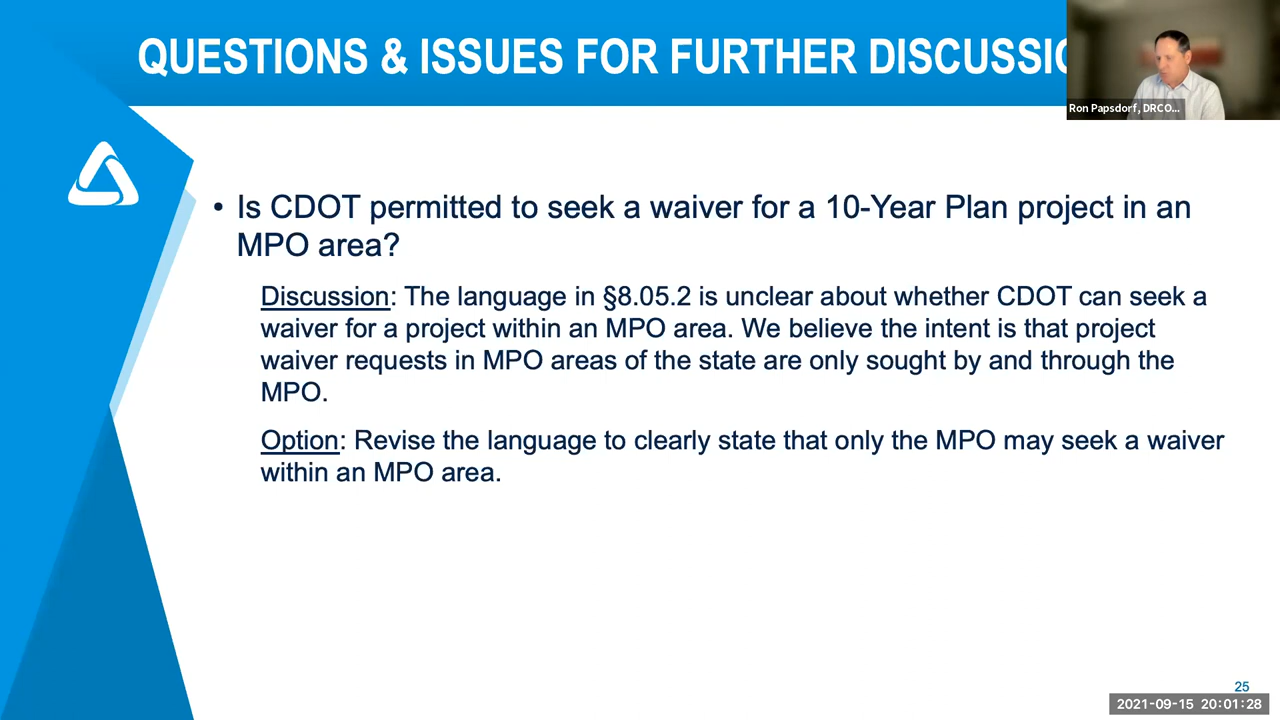 QUESTIONS & ISSUES FOR FURTHER DISCUSSIO
Ron Papsdorf, DRCO...
• Is CDOT permitted to seek a waiver for a 10-Year Plan project in an
MPO area?
Discussion: The language in §8.05.2 is unclear about whether CDOT can seek a
waiver for a project within an MPO area. We believe the intent is that project
waiver requests in MPO areas of the state are only sought by and through the
MPO.
Option: Revise the language to clearly state that only the MPO may seek a waiver
within an MPO area.
25
2021-09-15 20:01:28